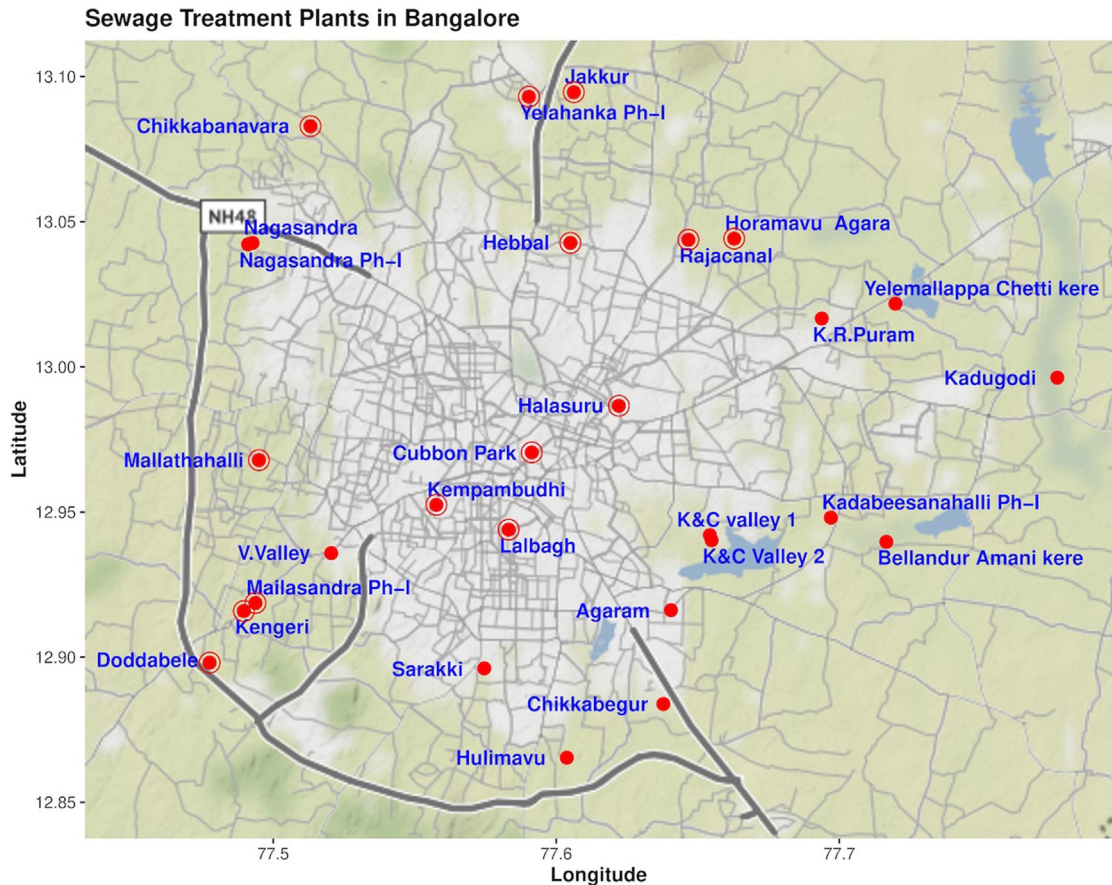 Sewage Treatment Plants in Bangalore
13.10
Jakkur
Yelahanka Ph−I
Chikkabanavara
13.05
NH48
Nagasandra
Nagasandra Ph−I
Hebbal
Horamavu  Agara
Rajacanal
Yelemallappa Chetti kere
K.R.Puram
13.00
Kadugodi
Halasuru
Latitude
Cubbon Park
Mallathahalli
Kempambudhi
12.95
Kadabeesanahalli Ph−I
K&C valley 1
Lalbagh
V.Valley
K&C Valley 2
Bellandur Amani kere
Mailasandra Ph−I
Kengeri
Agaram
12.90
Doddabele
Sarakki
Chikkabegur
Hulimavu
12.85
77.5
77.6
77.7
Longitude